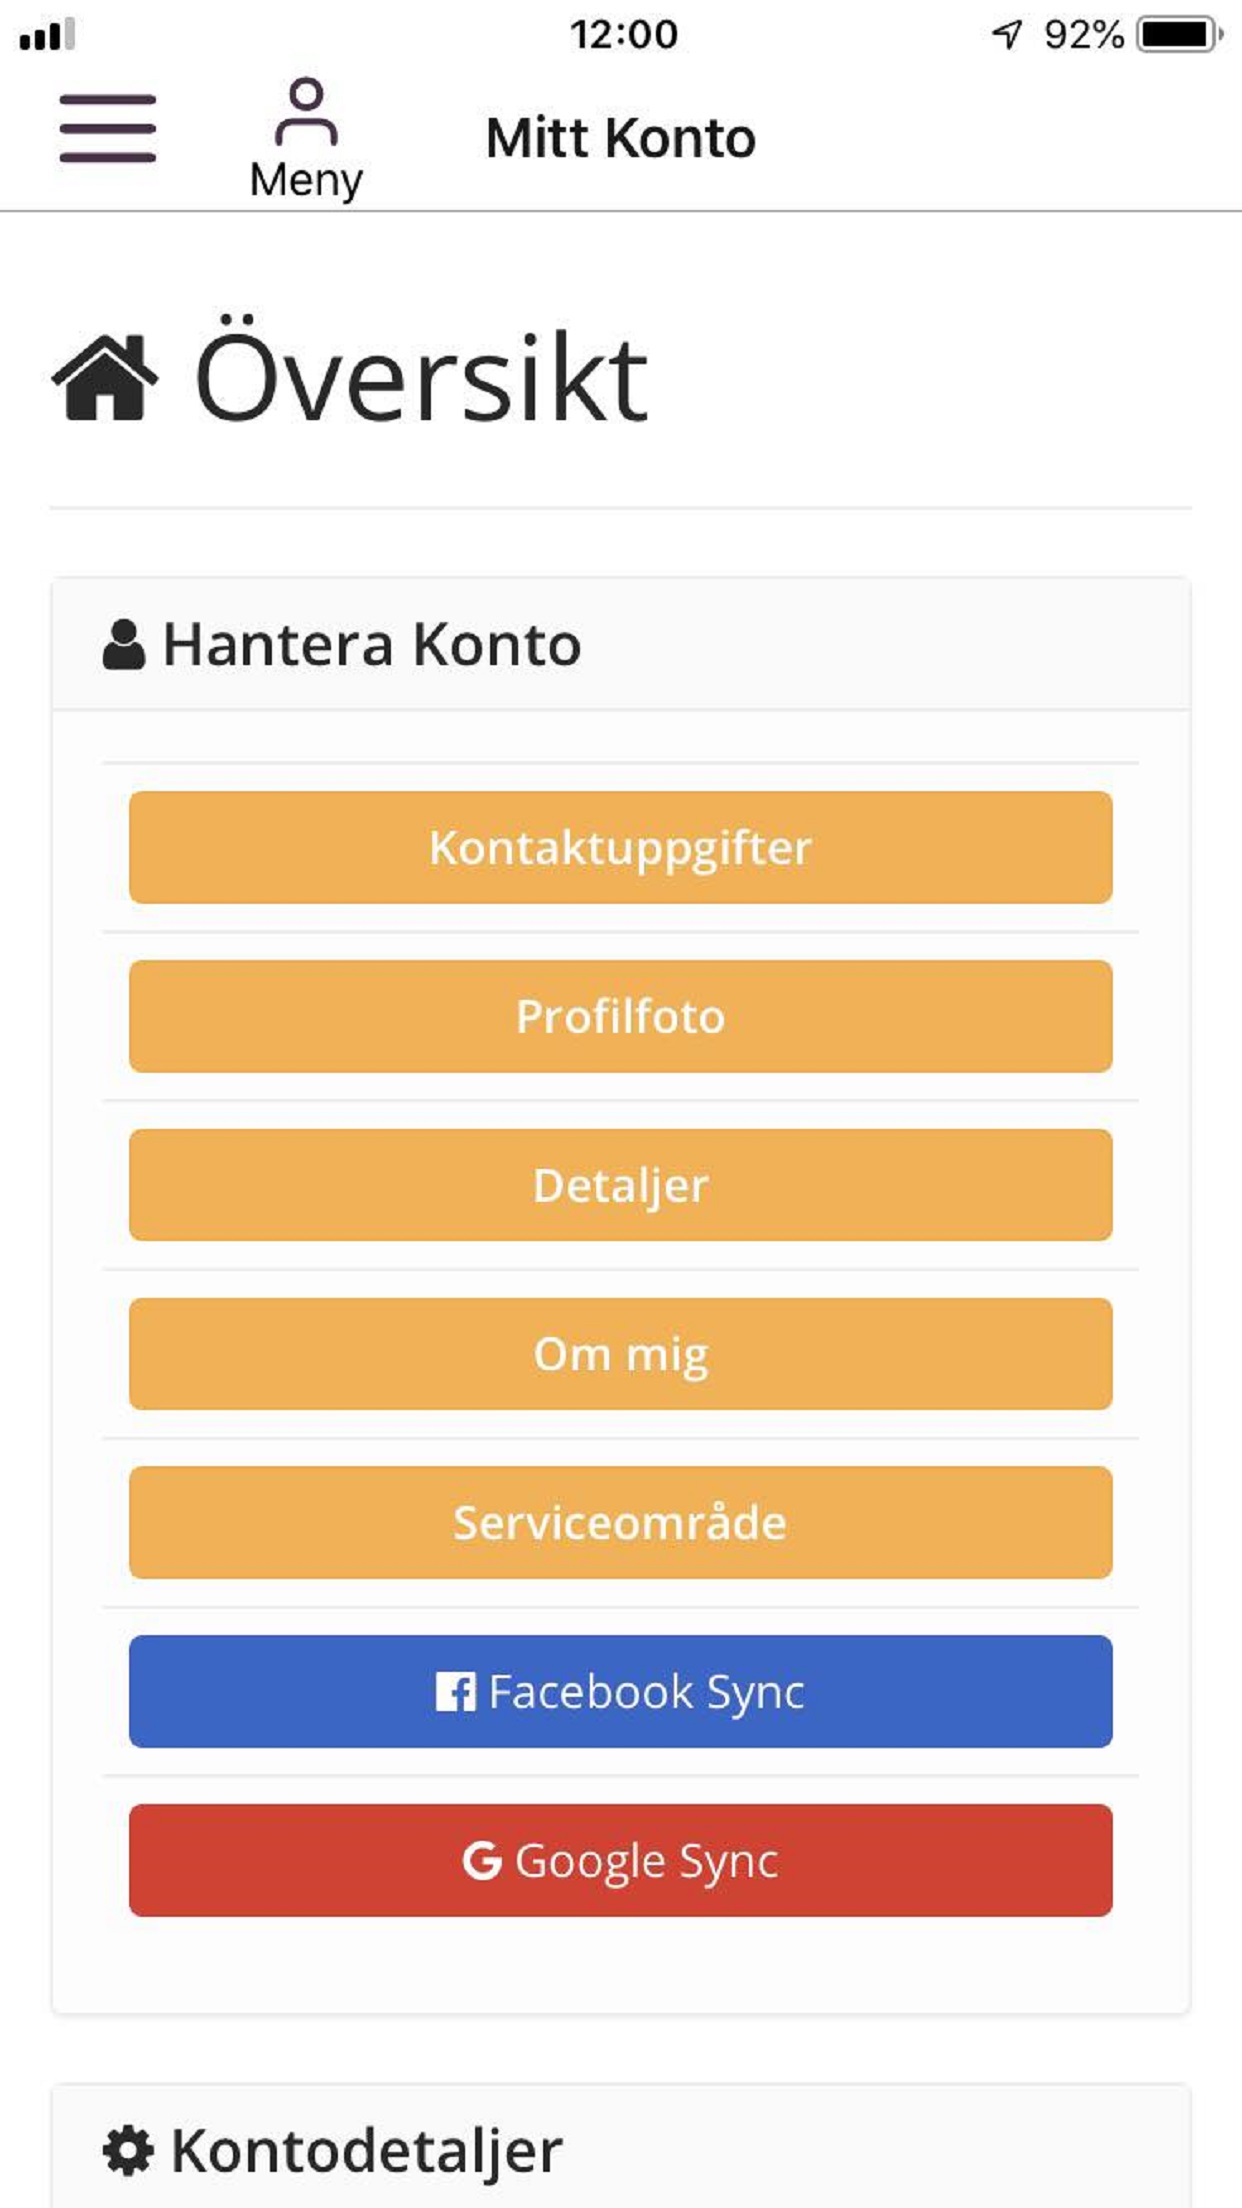 12:00
92%
Meny
Mitt Konto
Översikt
Hantera Konto
Kontaktuppgifter
Profilfoto
Detaljer
Om mig
Serviceområde
Facebook Sync
Google Sync
Kontodetaljer